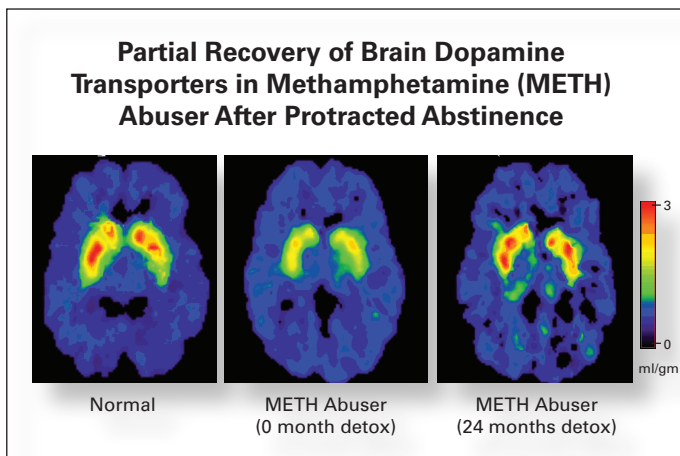 Partial Recovery of Brain Dopamine
Transporters in Methamphetamine (METH)
Abuser After Protracted Abstinence
3
0
ml/gm
Normal
METH Abuser
(0 month detox)
METH Abuser
(24 months detox)